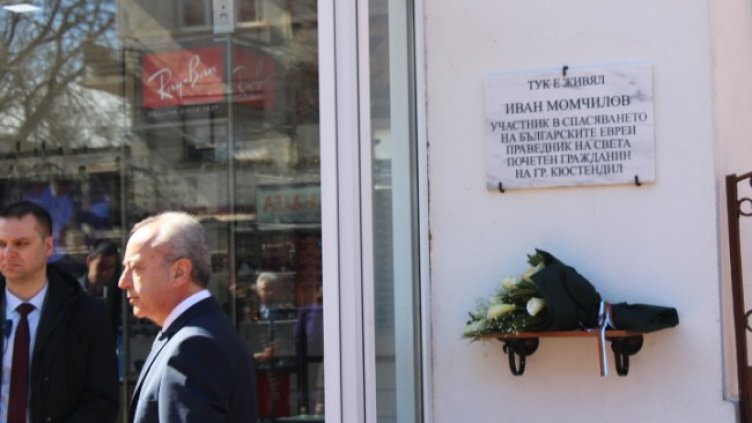 Ray-Ban
ТУК Е ЖИВЯЛ
ИВАН МОМЧИЛОВ
УЧАСТНИК В СПАСЯВАНЕТО
НА БЪЛГАРСКИТЕ ЕВРЕИ
ПРАВЕДНИК НА СВЕТА
ПОЧЕТЕН ГРАЖДАНИН
НА ГР. КЮСТЕНДИЛ